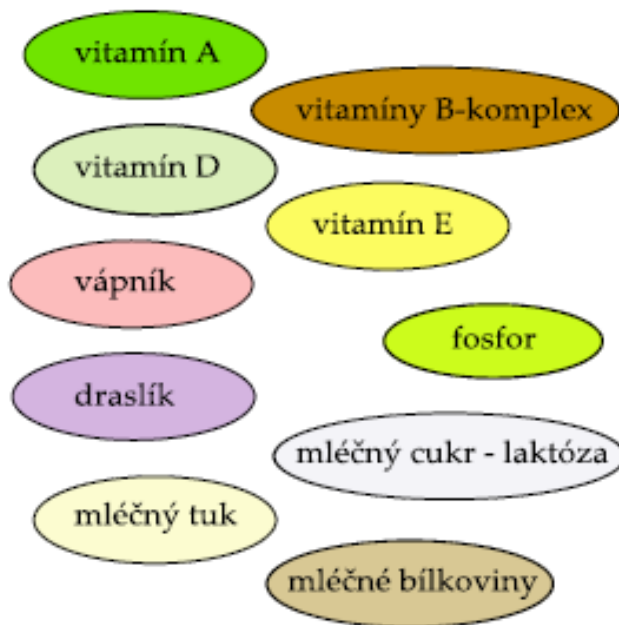 vitamín A
vitamíny B-komplex
vitamín D
vitamín E
vápník
fosfor
draslík
mléčný cukr - laktóza
mléčný tuk
mléčné bílkoviny